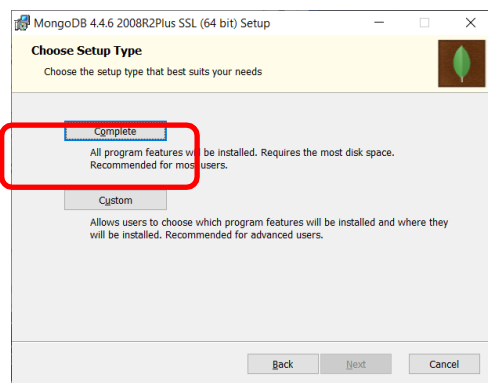 MongoDB 4.4.6 2008R2Plus SSL (64 bit) Setup
Choose Setup Type
Choose the setup type that best suits your needs
Complete
All program features will be installed. Requires the most disk space.
Recommended for most users.
Custom
Allows users to choose which program features will be installed and where they
will be installed. Recommended for advanced users.
Back Next Cancel